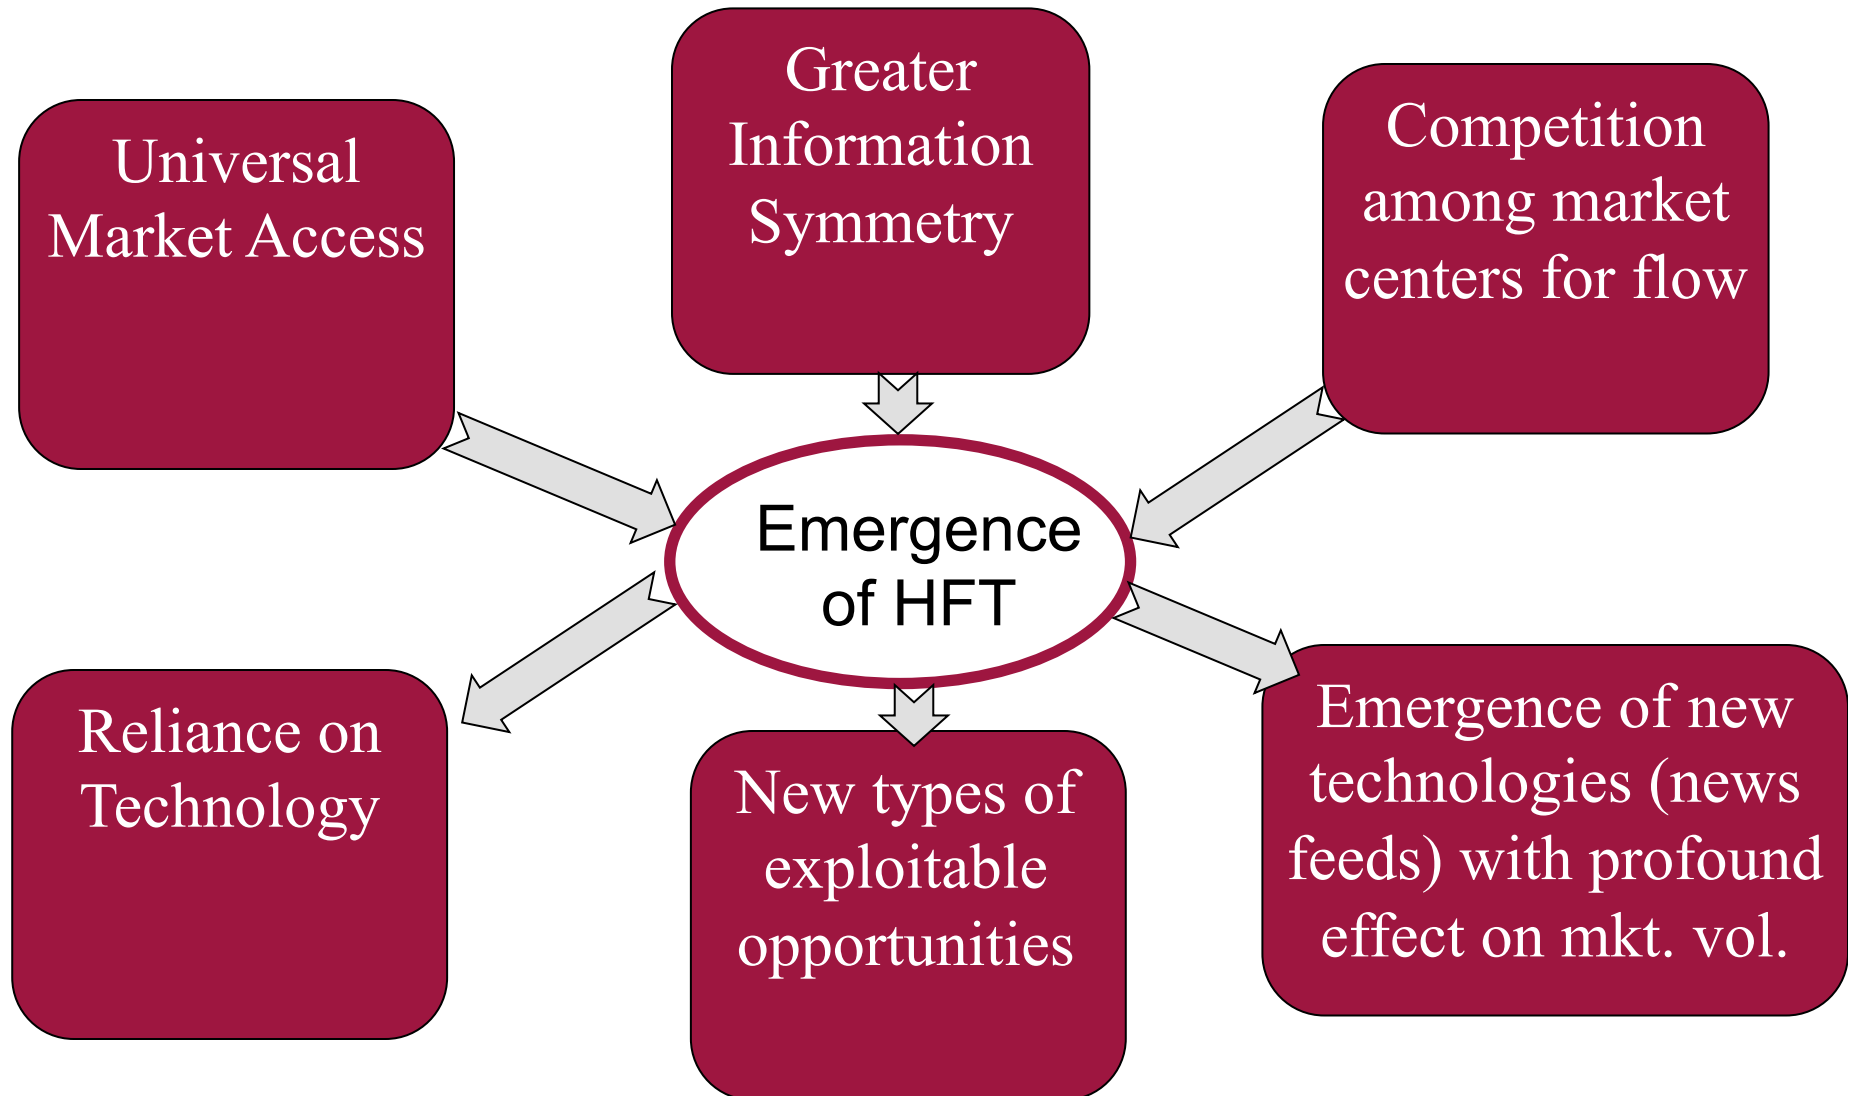 Universal
Market Access
Greater
Information
Symmetry
Competition
among market
centers for flow
Emergence
of HFT
Reliance on
Technology
New types of
exploitable
opportunities
Emergence of new
technologies (news
feeds) with profound
effect on mkt. vol.